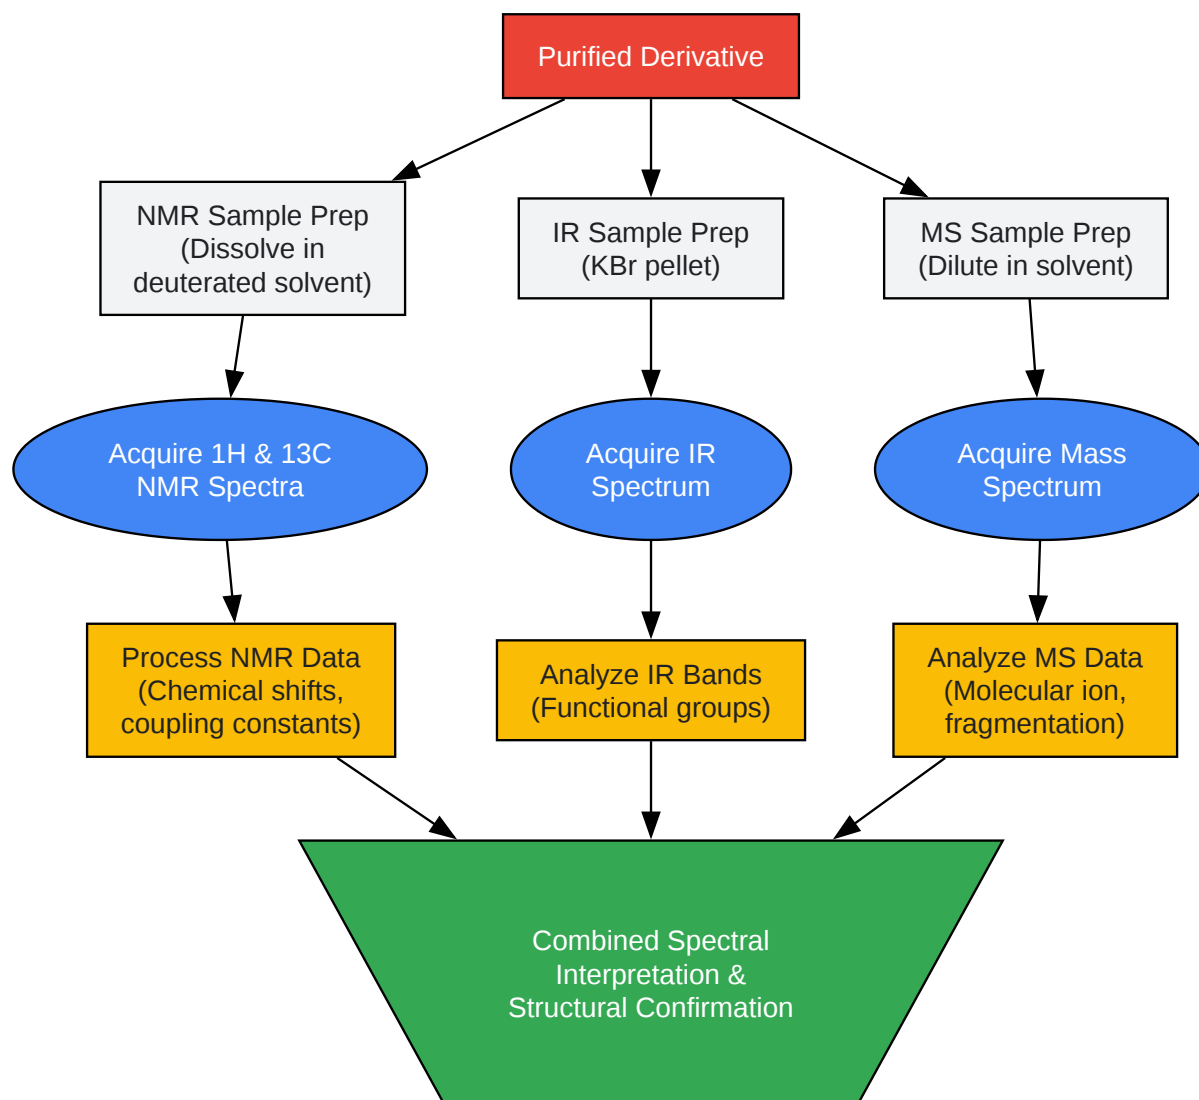 Purified Derivative
NMR Sample Prep
(Dissolve in
deuterated solvent)
IR Sample Prep
(KBr pellet)
MS Sample Prep
(Dilute in solvent)
Acquire 1H & 13C
NMR Spectra
Acquire IR
Spectrum
Acquire Mass
Spectrum
Process NMR Data
(Chemical shifts,
coupling constants)
Analyze IR Bands
(Functional groups)
Analyze MS Data
(Molecular ion,
fragmentation)
Combined Spectral
Interpretation &
Structural Confirmation